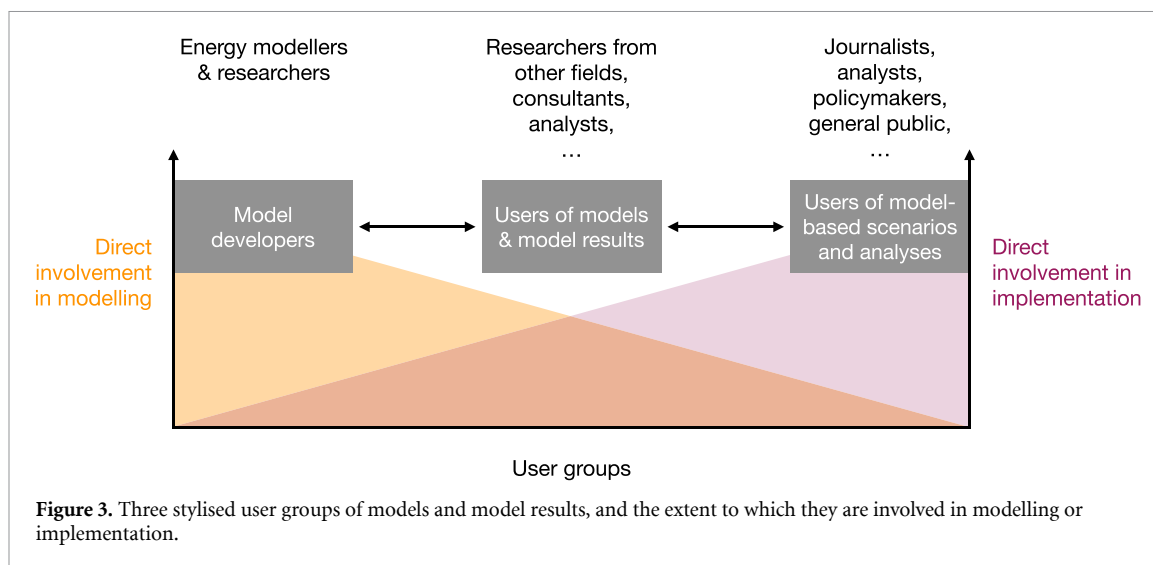 Energy modellers
& researchers
Researchers from
other fields,
consultants,
analysts,
...
Journalists,
analysts,
policymakers,
general public,
...
Model
developers
Users of models
& model results
Users of model-
based scenarios
and analyses
Direct
involvement
in modelling
Direct
involvement in
implementation
User groups
Figure 3. Three stylised user groups of models and model results, and the extent to which they are involved in modelling or
implementation.